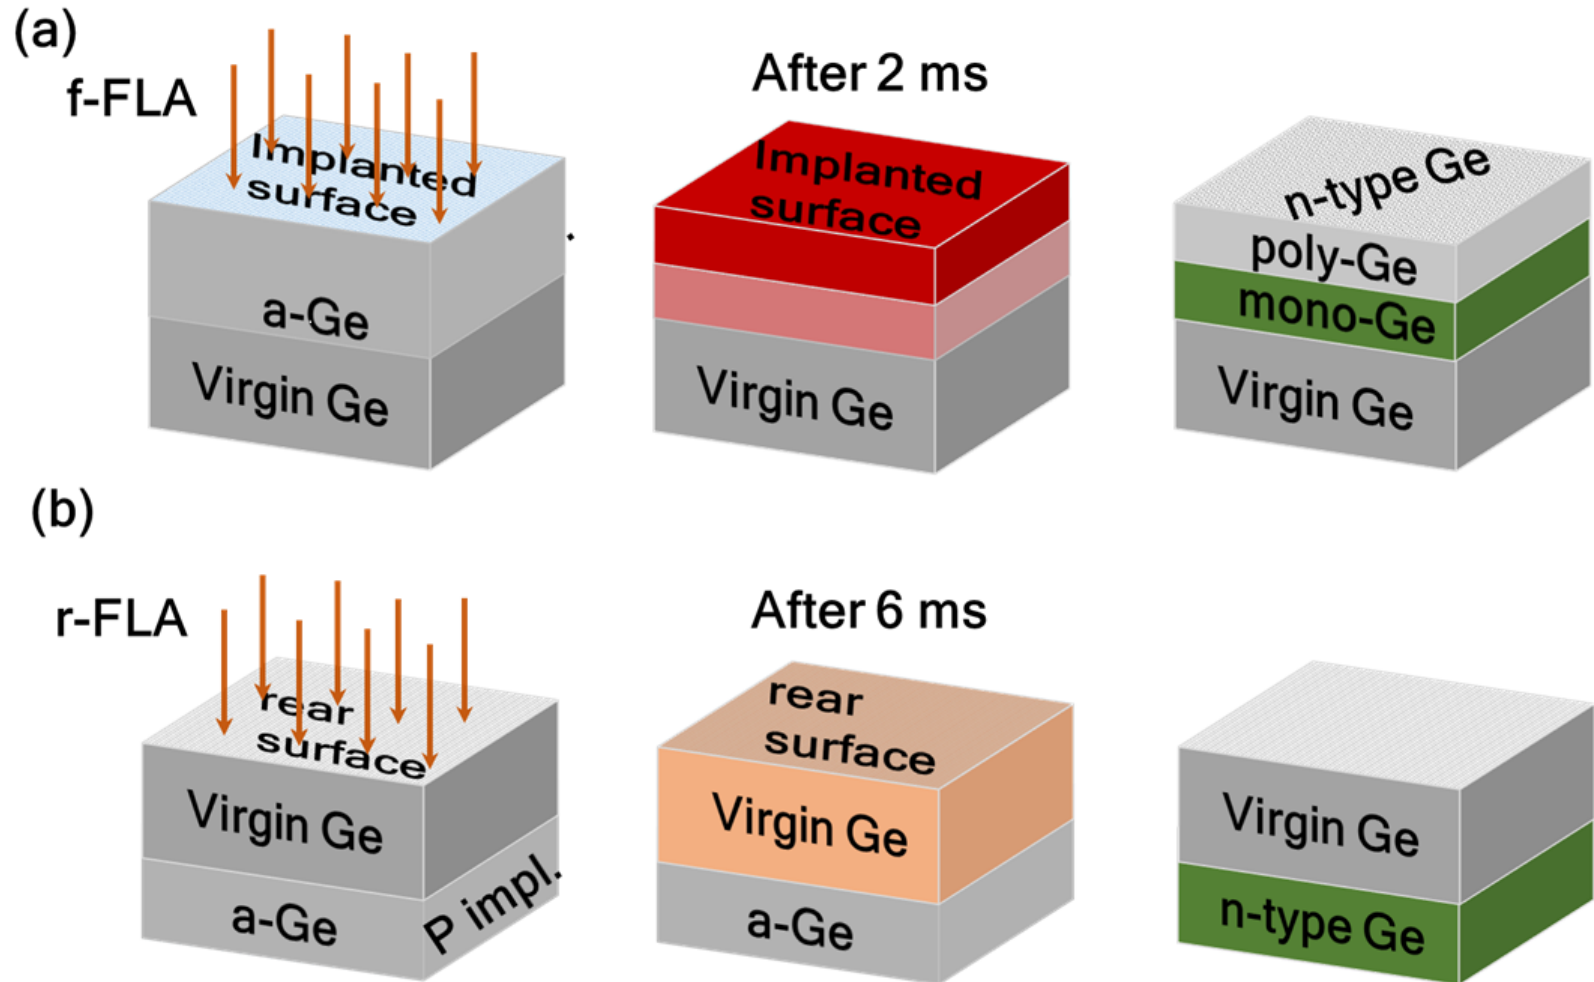 (a)
f-FLA
Implanted
surface
a-Ge
Virgin Ge
After 2 ms
Implanted
surface
Virgin Ge
n-type Ge
poly-Ge
mono-Ge
Virgin Ge
(b)
r-FLA
rear
surface
Virgin Ge
a-Ge
P impl.
After 6 ms
rear
surface
Virgin Ge
a-Ge
Virgin Ge
n-type Ge